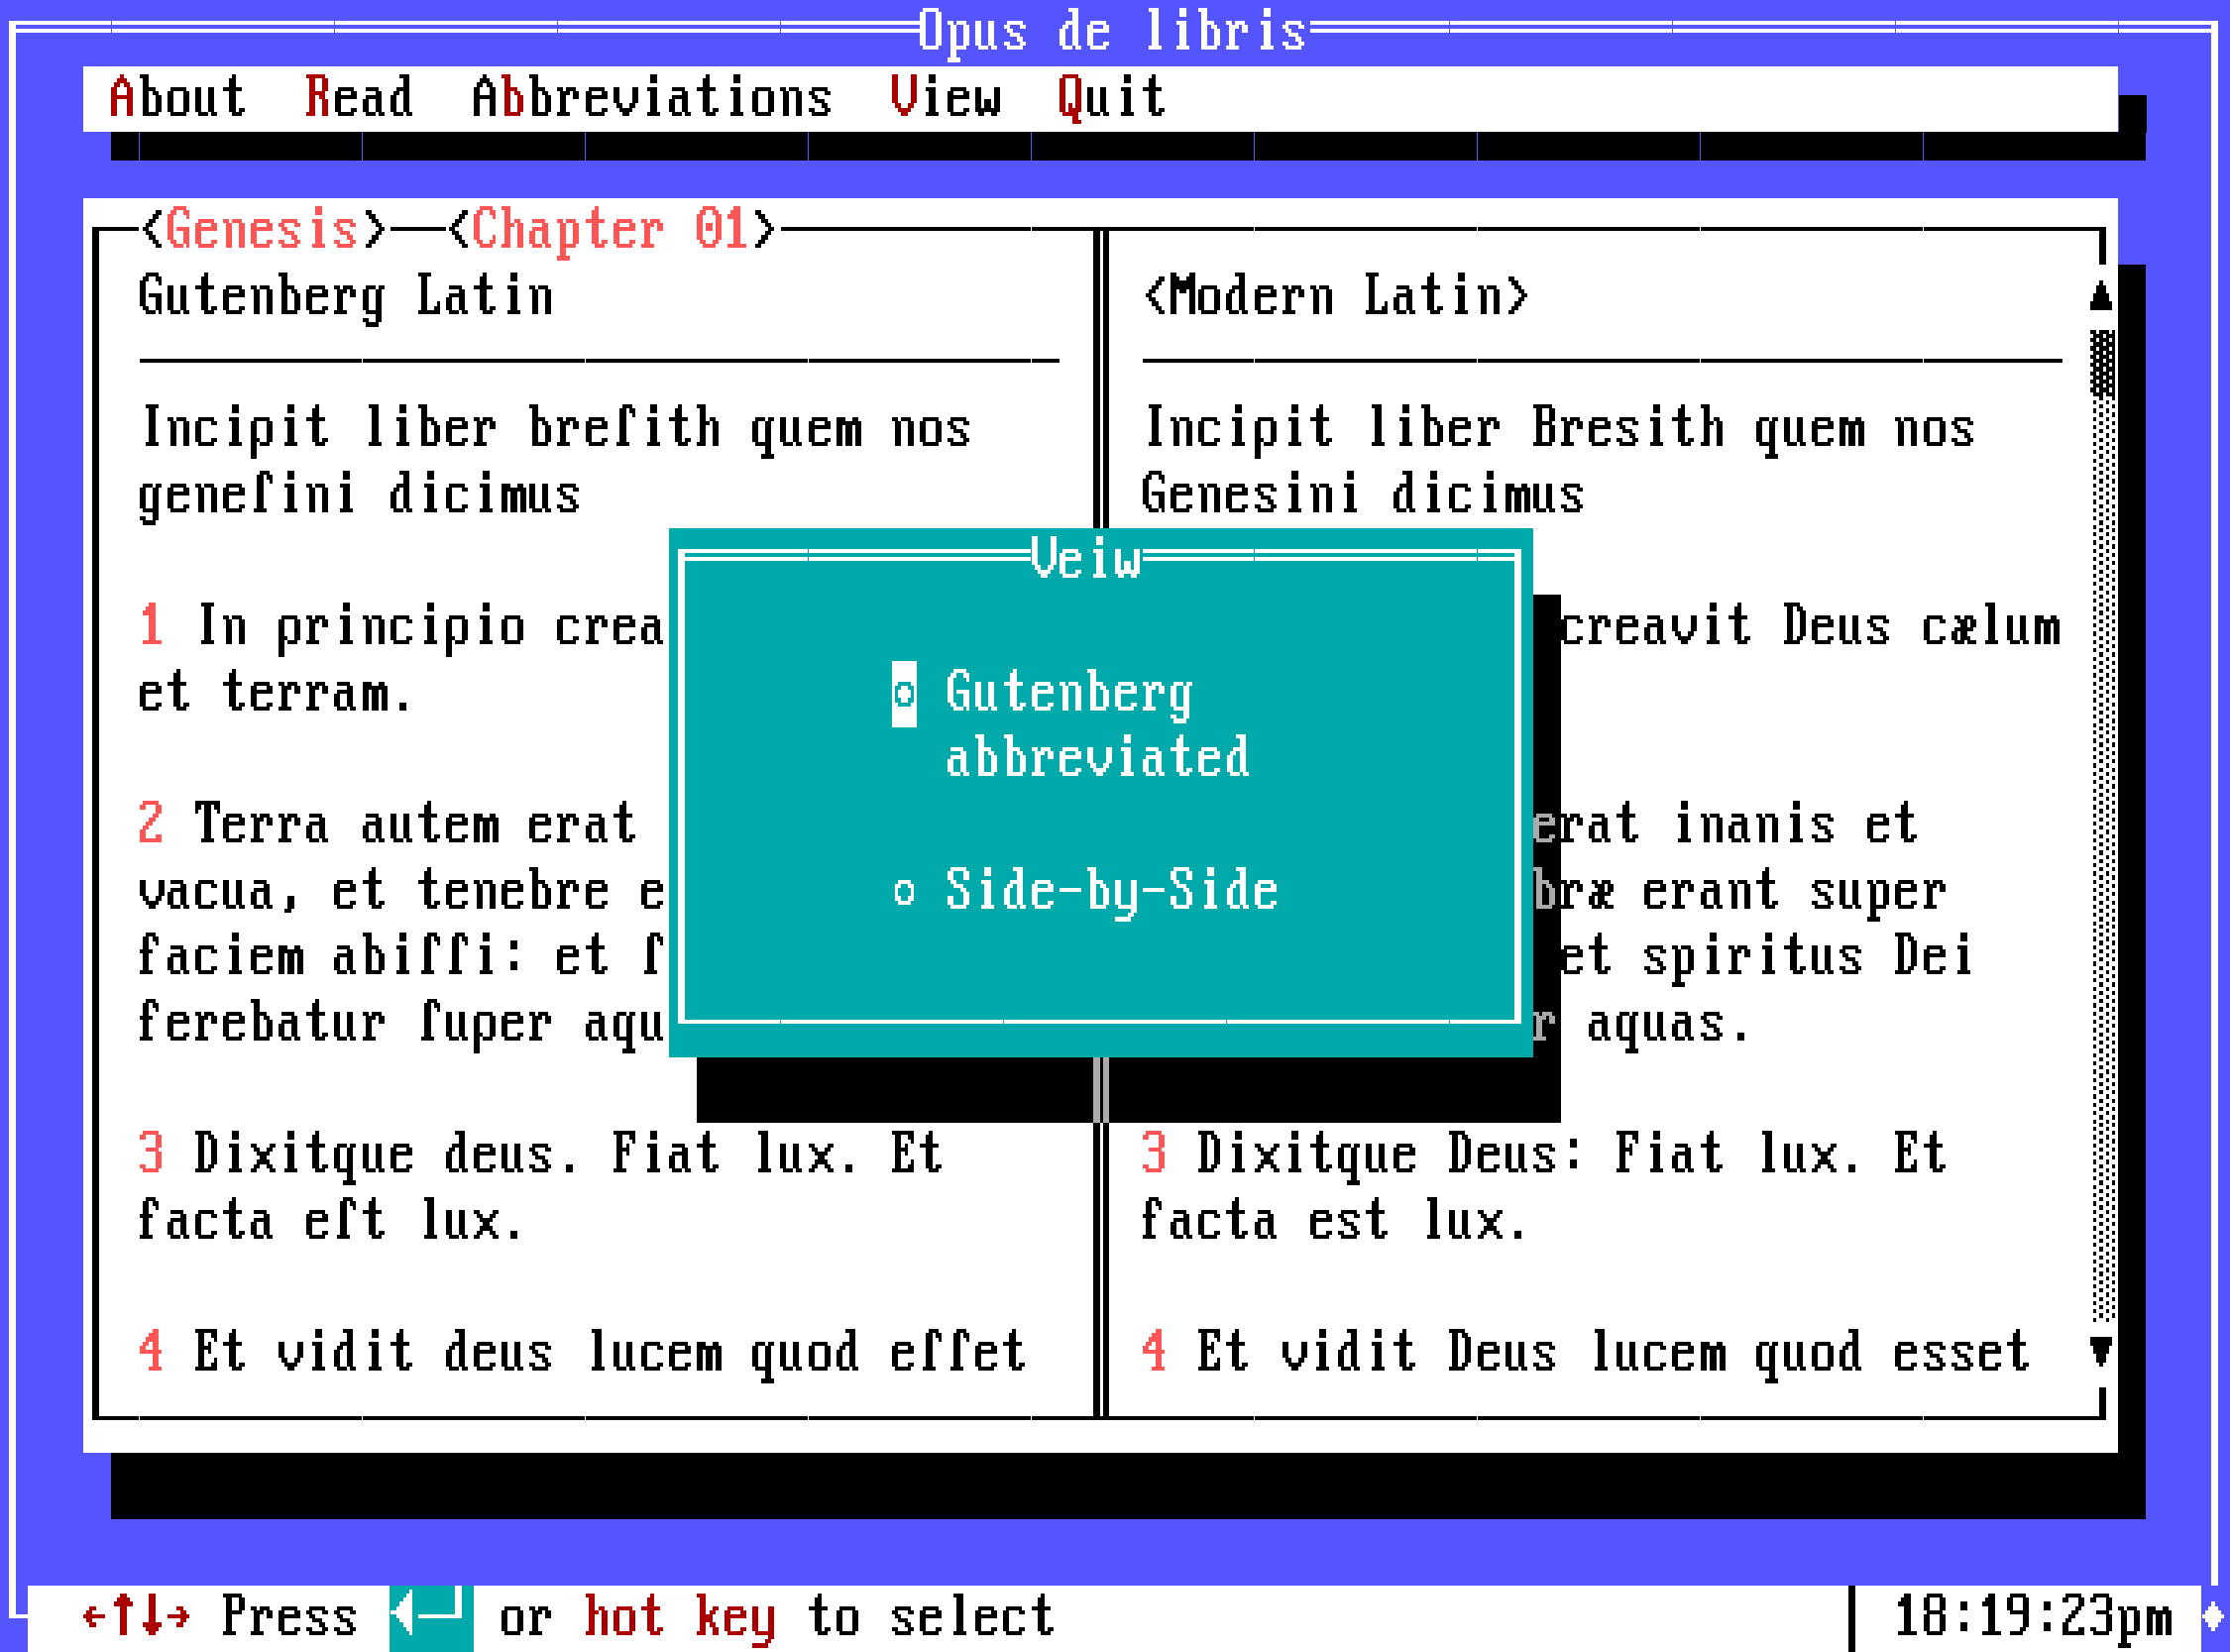 Opus de libris
About Read Abbreviations View Quit
<Genesis> <Chapter 01>
Gutenberg Latin
Incipit liber breſith quem nos
geneſini dicimus
1 In principio crea
et terram.
2 Terra autem erat
vacua, et tenebre e
faciem abiſſi: et ſ
ferebatur ſuper aqu
3 Dixitque deus. Fiat lux. Et
facta eſt lux.
4 Et vidit deus lucem quod eſſet
<Modern Latin>
Incipit liber Bresith quem nos
Genesini dicimus
creavit Deus cælum
erat inanis et
bræ erant super
et spiritus Dei
r aquas.
3 Dixitque Deus: Fiat lux. Et
facta est lux.
4 Et vidit Deus lucem quod esset
Veiw
Gutenberg
abbreviated
Side-by-Side
←↑↓→ Press or hot key to select
18:19:23pm